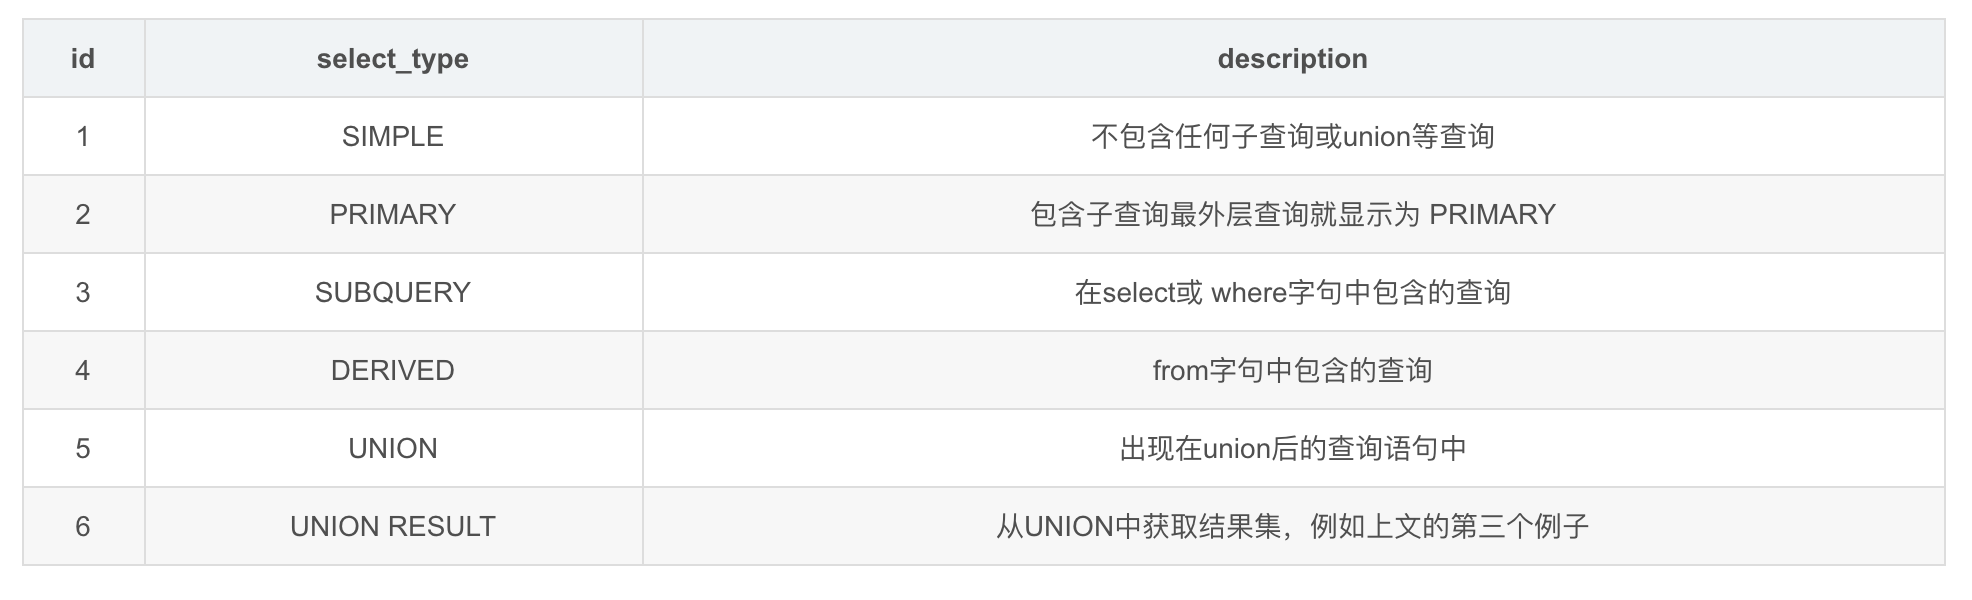 id select_type description
1 SIMPLE 不包含任何子查询或union等查询
2 PRIMARY 包含子查询最外层查询就显示为 PRIMARY
3 SUBQUERY 在select或 where字句中包含的查询
4 DERIVED from字句中包含的查询
5 UNION 出现在union后的查询语句中
6 UNION RESULT 从UNION中获取结果集，例如上文的第三个例子